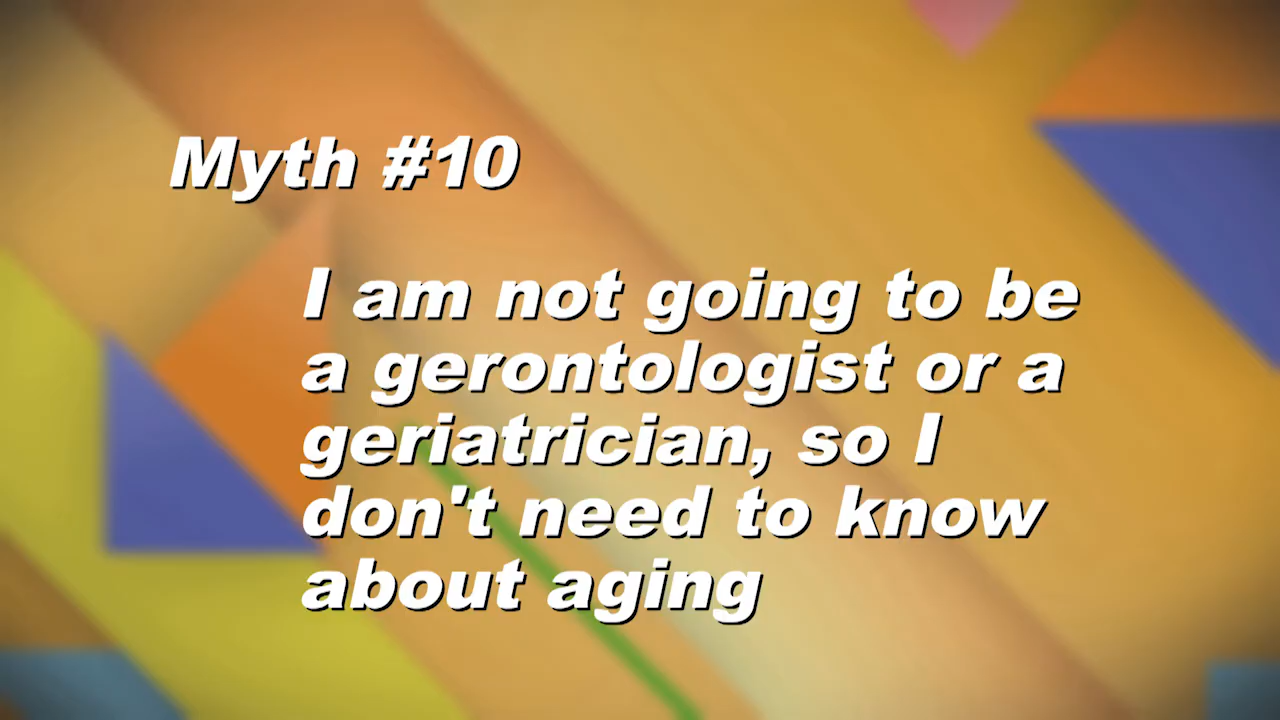 Myth #10
I am not going to be
a gerontologist or a
geriatrician, so I
don't need to know
about aging